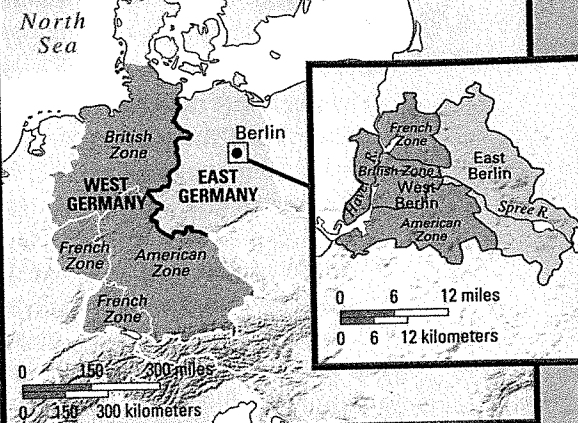 North
Sea
British
Zone
Berlin
WEST
GERMANY
EAST
GERMANY
French
Zone
American
Zone
French
Zone
0 150 300 miles
0 150 300 kilometers
French
Zone
East
Berlin
British Zone
West
Berlin
Havel R.
Spree R.
American
Zone
0 6 12 miles
0 6 12 kilometers